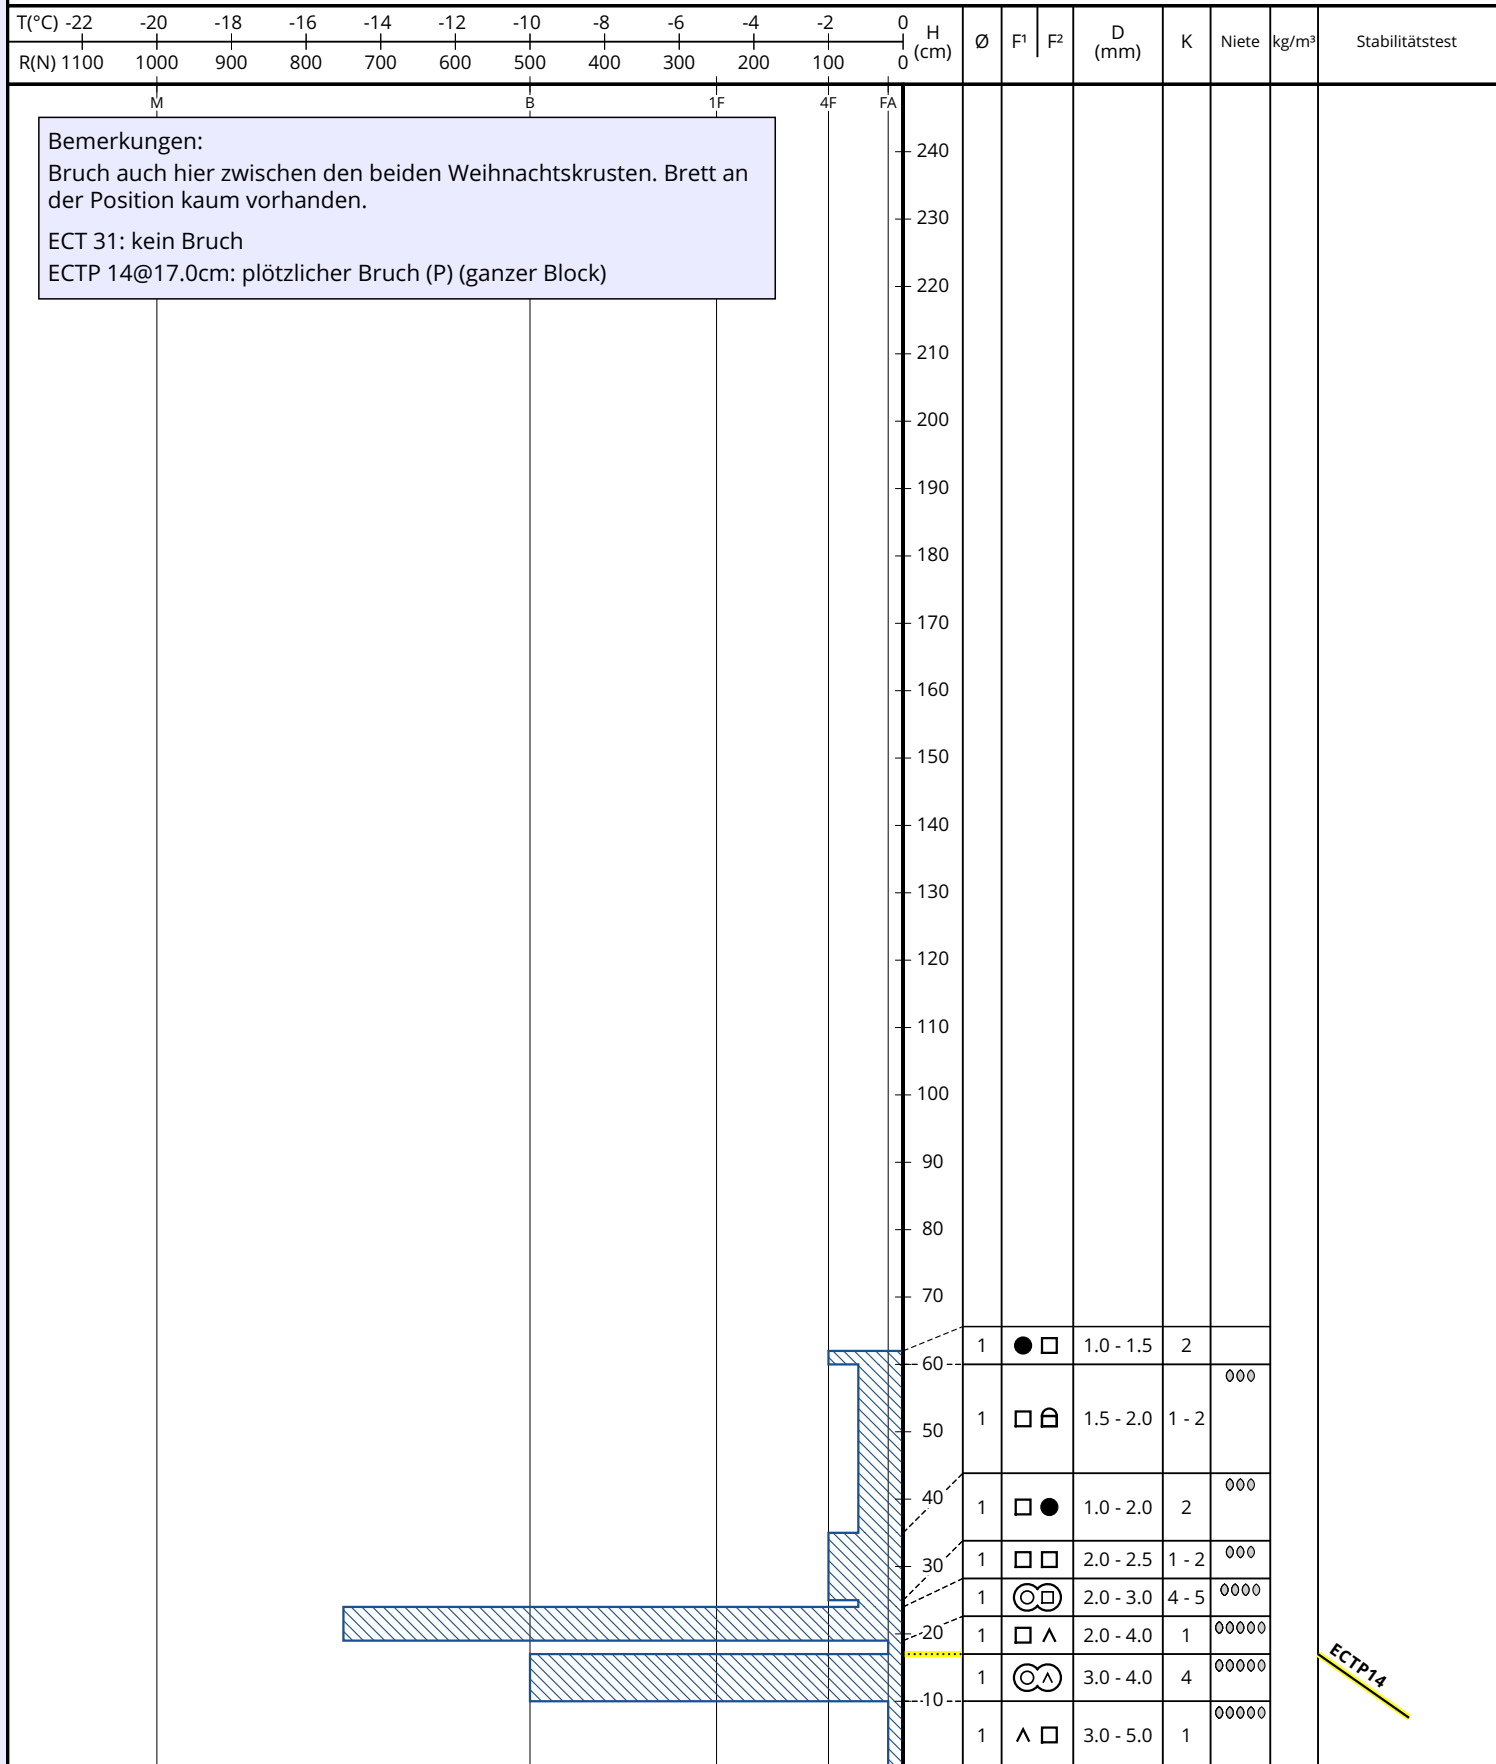 T(°C) -22 -20 -18 -16 -14 -12 -10 -8 -6 -4 -2 0
R(N) 1100 1000 900 800 700 600 500 400 300 200 100 0
H (cm) Ø F¹ F² D (mm) K Niete kg/m³ Stabilitätstest
M B 1F 4F FA
Bemerkungen:
Bruch auch hier zwischen den beiden Weihnachtskrusten. Brett an
der Position kaum vorhanden.
ECT 31: kein Bruch
ECTP 14@17.0cm: plötzlicher Bruch (P) (ganzer Block)
240
230
220
210
200
190
180
170
160
150
140
130
120
110
100
90
80
70
60
50
40
30
20
10
1 1.0 - 1.5 2
1 1.5 - 2.0 1 - 2
1 1.0 - 2.0 2
1 2.0 - 2.5 1 - 2
1 2.0 - 3.0 4 - 5
1 2.0 - 4.0 1
1 3.0 - 4.0 4
1 3.0 - 5.0 1
ECTP14